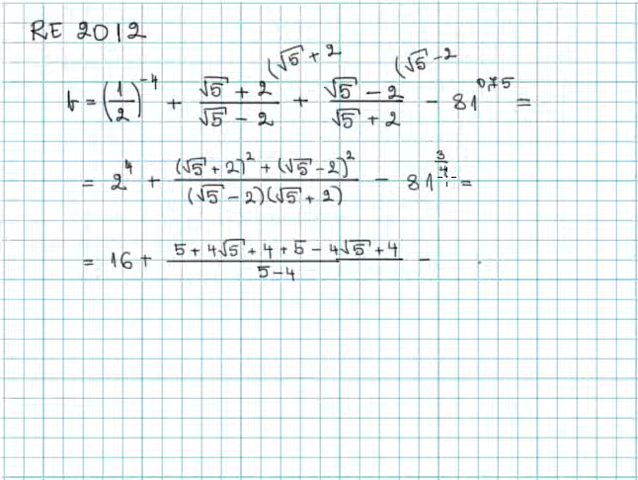 RE 2012
(√5 + 2 (√5 - 2
b = (1/2)^-4 + (√5 + 2)/(√5 - 2) + (√5 - 2)/(√5 + 2) - 81^0,75 =
= 2^4 + ((√5 + 2)^2 + (√5 - 2)^2)/((√5 - 2)(√5 + 2)) - 81^(3/4) =
= 16 + (5 + 4√5 + 4 + 5 - 4√5 + 4)/(5 - 4) -